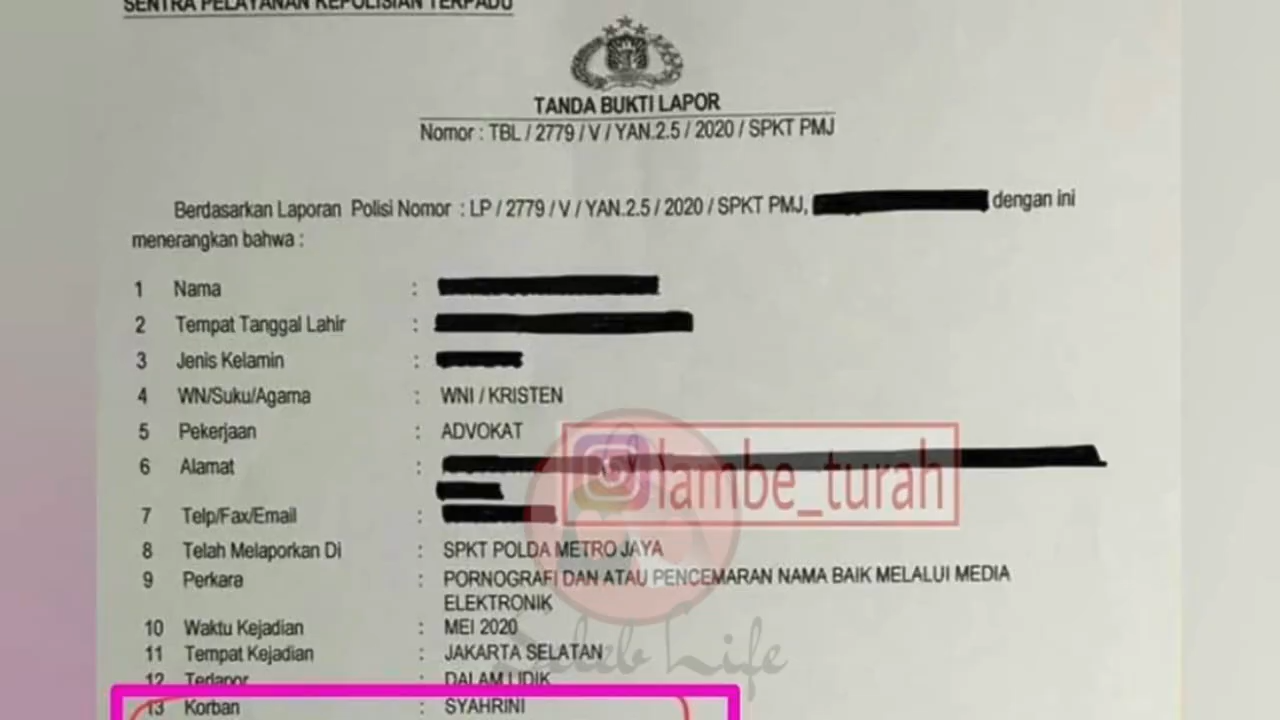 SENTRA PELAYANAN KEPOLISIAN TERPADU
TANDA BUKTI LAPOR
Nomor : TBL / 2779 / V / YAN.2.5 / 2020 / SPKT PMJ
Berdasarkan Laporan Polisi Nomor : LP / 2779 / V / YAN.2.5 / 2020 / SPKT PMJ, dengan ini
menerangkan bahwa :
1 Nama :
2 Tempat Tanggal Lahir :
3 Jenis Kelamin :
4 WN/Suku/Agama : WNI / KRISTEN
5 Pekerjaan : ADVOKAT
6 Alamat :
lambe_turah
7 Telp/Fax/Email :
8 Telah Melaporkan Di : SPKT POLDA METRO JAYA
9 Perkara : PORNOGRAFI DAN ATAU PENCEMARAN NAMA BAIK MELALUI MEDIA
ELEKTRONIK
10 Waktu Kejadian : MEI 2020
11 Tempat Kejadian : JAKARTA SELATAN
Seleb Life
12 Terlapor : DALAM LIDIK
13 Korban : SYAHRINI